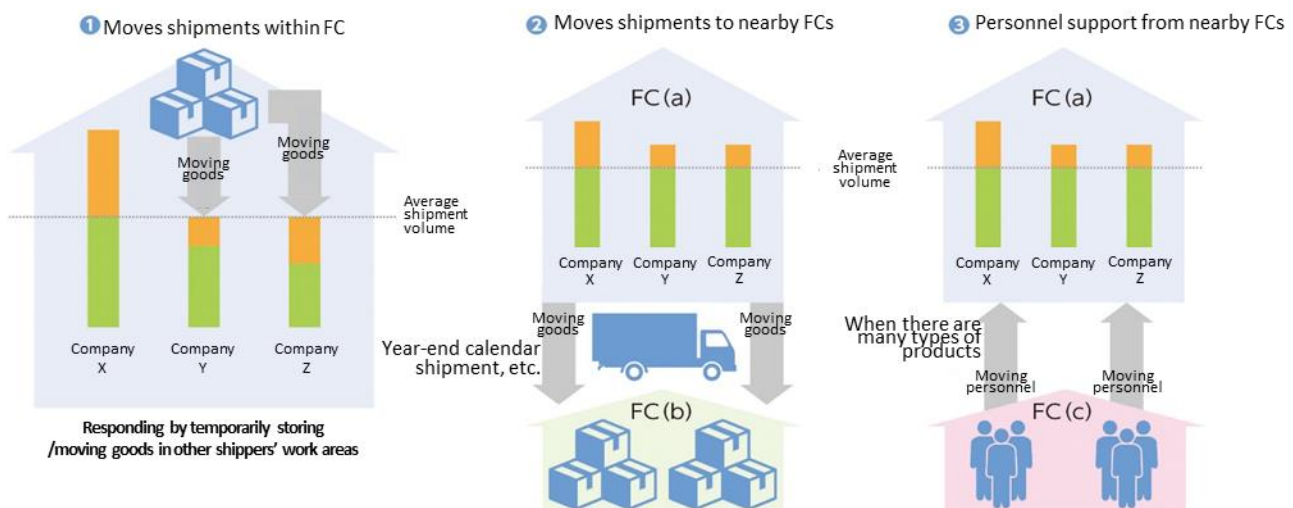 1 Moves shipments within FC
Moving
goods
Moving
goods
Average
shipment
volume
Company
X
Company
Y
Company
Z
Responding by temporarily storing
/moving goods in other shippers' work areas
2 Moves shipments to nearby FCs
FC (a)
Company
X
Company
Y
Company
Z
Moving
goods
Moving
goods
Year-end calendar
shipment, etc.
FC (b)
3 Personnel support from nearby FCs
FC (a)
Average
shipment
volume
Company
X
Company
Y
Company
Z
When there are
many types of
products
Moving
personnel
Moving
personnel
FC (c)